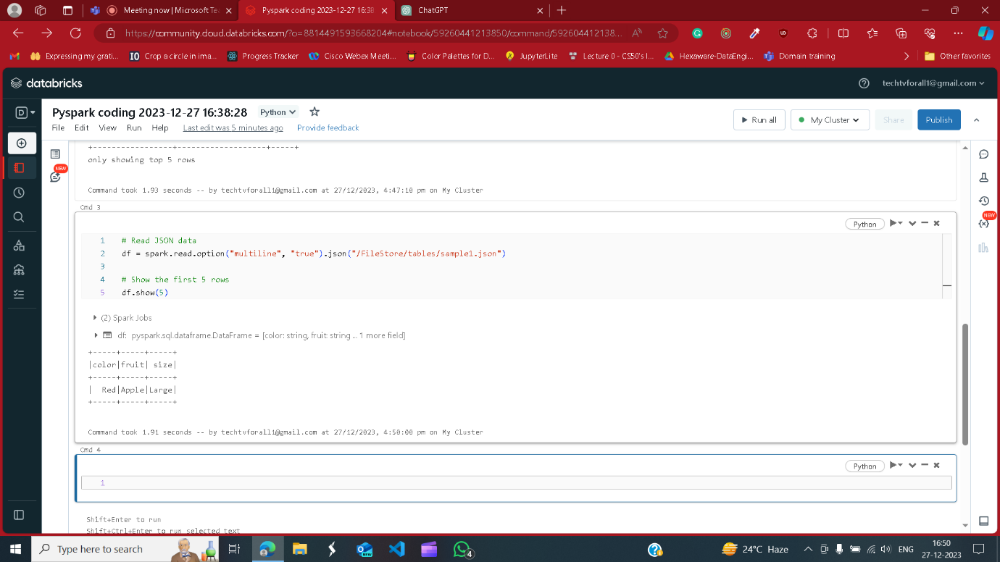 Meeting now | Microsoft Tea
Pyspark coding 2023-12-27 16:38
ChatGPT
https://community.cloud.databricks.com/?o=8814491593668204#notebook/59260441213850/command/592604412138...
Expressing my grati...
Crop a circle in ima...
Progress Tracker
Cisco Webex Meeti...
Color Palettes for D...
JupyterLite
Lecture 0 - CS50's I...
Hexaware-DataEngi...
Domain training
Other favorites
databricks
techtvforall1@gmail.com
D
Pyspark coding 2023-12-27 16:38:28
Python
File Edit View Run Help Last edit was 5 minutes ago Provide feedback
Run all
My Cluster
Share
Publish
NEW
NEW
+-----------------+-------------------+-----+
only showing top 5 rows
Command took 1.93 seconds -- by techtvforall1@gmail.com at 27/12/2023, 4:47:10 pm on My Cluster
Cmd 3
Python
1 # Read JSON data
2 df = spark.read.option("multiline", "true").json("/FileStore/tables/sample1.json")
3
4 # Show the first 5 rows
5 df.show(5)
(2) Spark Jobs
df: pyspark.sql.dataframe.DataFrame = [color: string, fruit: string ... 1 more field]
+-----+-----+-----+
|color|fruit| size|
+-----+-----+-----+
|  Red|Apple|Large|
+-----+-----+-----+
Command took 1.91 seconds -- by techtvforall1@gmail.com at 27/12/2023, 4:50:00 pm on My Cluster
Cmd 4
Python
1
Shift+Enter to run
Shift+Ctrl+Enter to run selected text
Type here to search
4
24°C Haze
ENG
16:50
27-12-2023